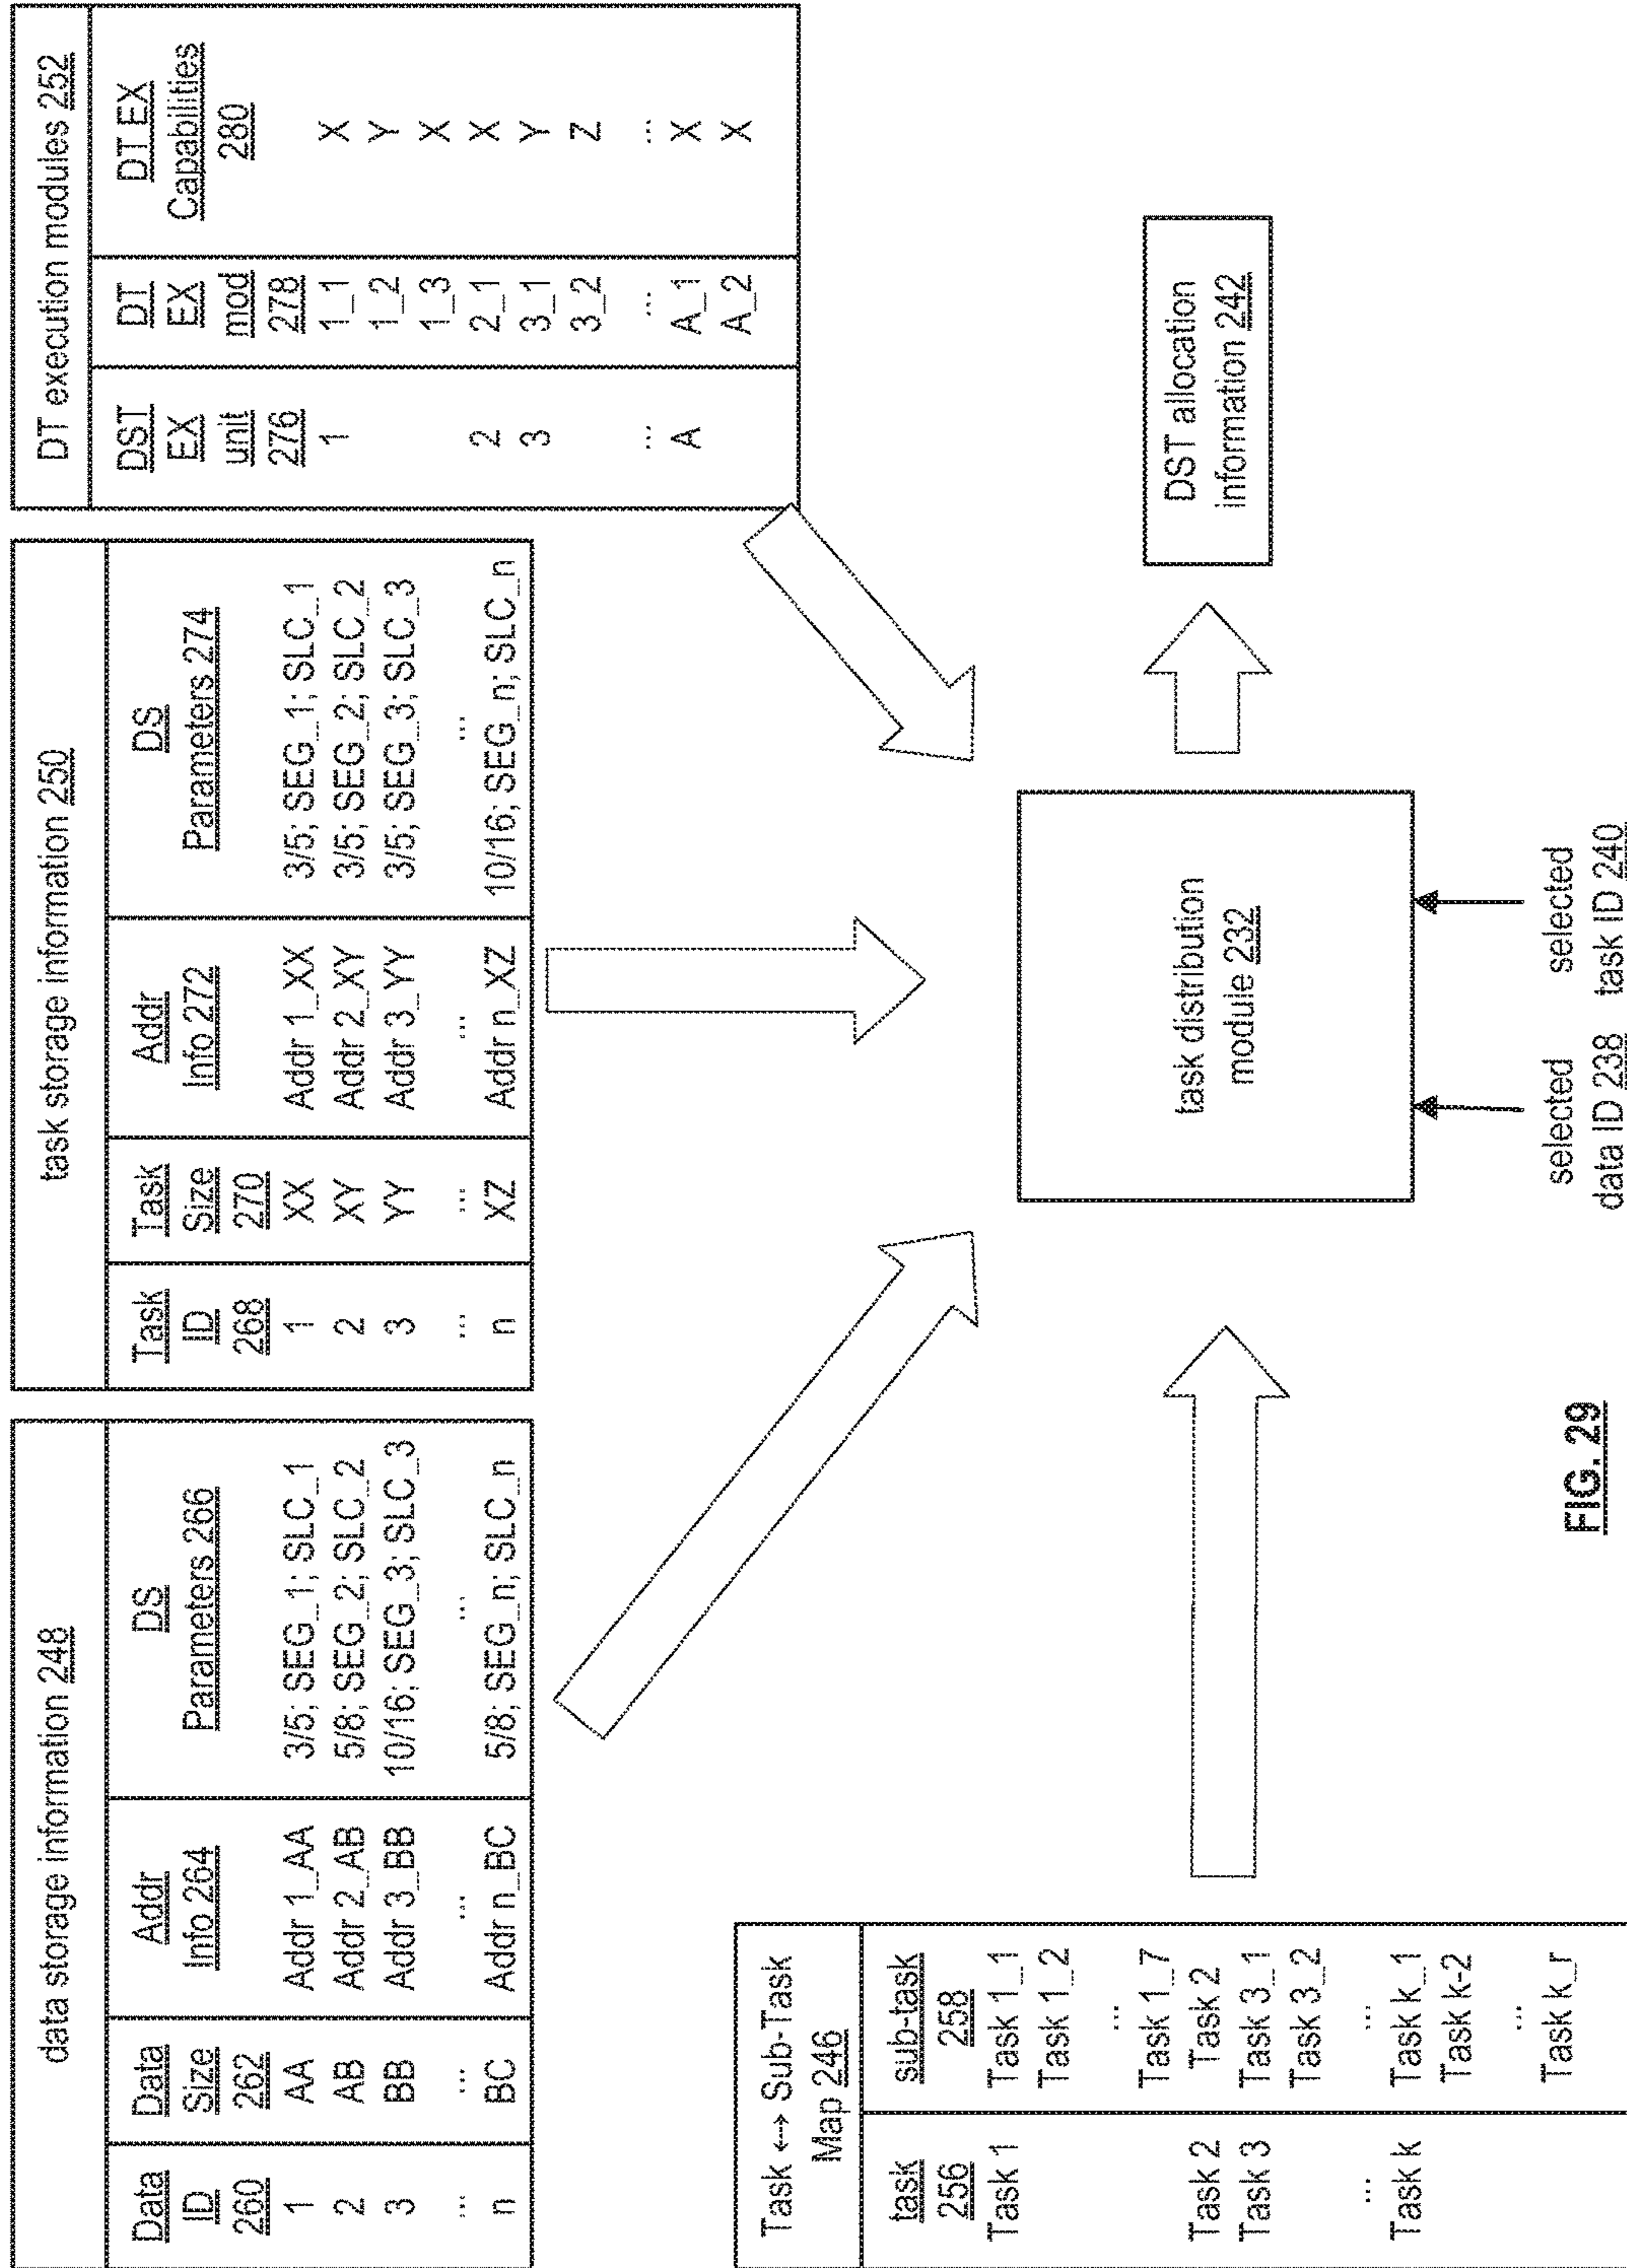 data storage information 248
Data ID 260 Data Size 262 Addr Info 264 DS Parameters 266
1 AA Addr 1_AA 3/5; SEG_1; SLC_1
2 AB Addr 2_AB 5/8; SEG_2; SLC_2
3 BB Addr 3_BB 10/16; SEG_3; SLC_3
... ... ... ...
n BC Addr n_BC 5/8; SEG_n; SLC_n
task storage information 250
Task ID 268 Task Size 270 Addr Info 272 DS Parameters 274
1 XX Addr 1_XX 3/5; SEG_1; SLC_1
2 XY Addr 2_XY 3/5; SEG_2; SLC_2
3 YY Addr 3_YY 3/5; SEG_3; SLC_3
... ... ... ...
n XZ Addr n_XZ 10/16; SEG_n; SLC_n
DT execution modules 252
DST EX unit 276 DT EX mod 278 DT EX Capabilities 280
1 1_1 X
1_2 Y
1_3 X
2 2_1 X
3 3_1 Y
3_2 Z
... ... ...
A A_1 X
A_2 X
Task ↔ Sub-Task
Map 246
task 256 sub-task 258
Task 1 Task 1_1
Task 1_2
...
Task 1_7
Task 2 Task 2
Task 3 Task 3_1
Task 3_2
... ...
Task k Task k_1
Task k-2
...
Task k_r
task distribution
module 232
DST allocation
information 242
selected
data ID 238
selected
task ID 240
FIG. 29